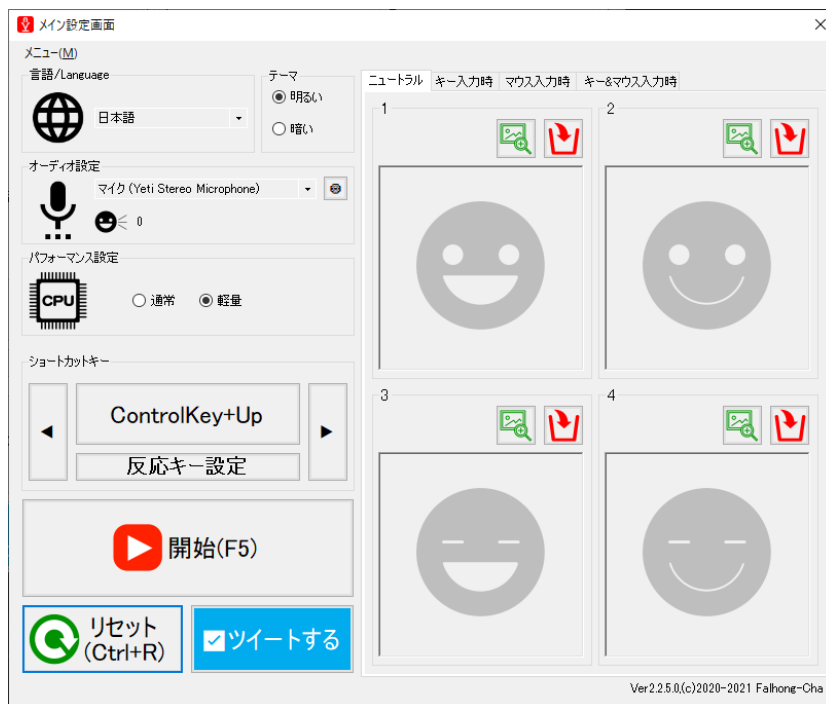 メイン設定画面
メニュー(M)
言語/Language
日本語
テーマ
明るい
暗い
オーディオ設定
マイク (Yeti Stereo Microphone)
0
パフォーマンス設定
CPU
通常
軽量
ショートカットキー
ControlKey+Up
反応キー設定
開始(F5)
リセット
(Ctrl+R)
ツイートする
ニュートラル
キー入力時
マウス入力時
キー&マウス入力時
1
2
3
4
Ver2.2.5.0,(c)2020-2021 Falhong-Cha